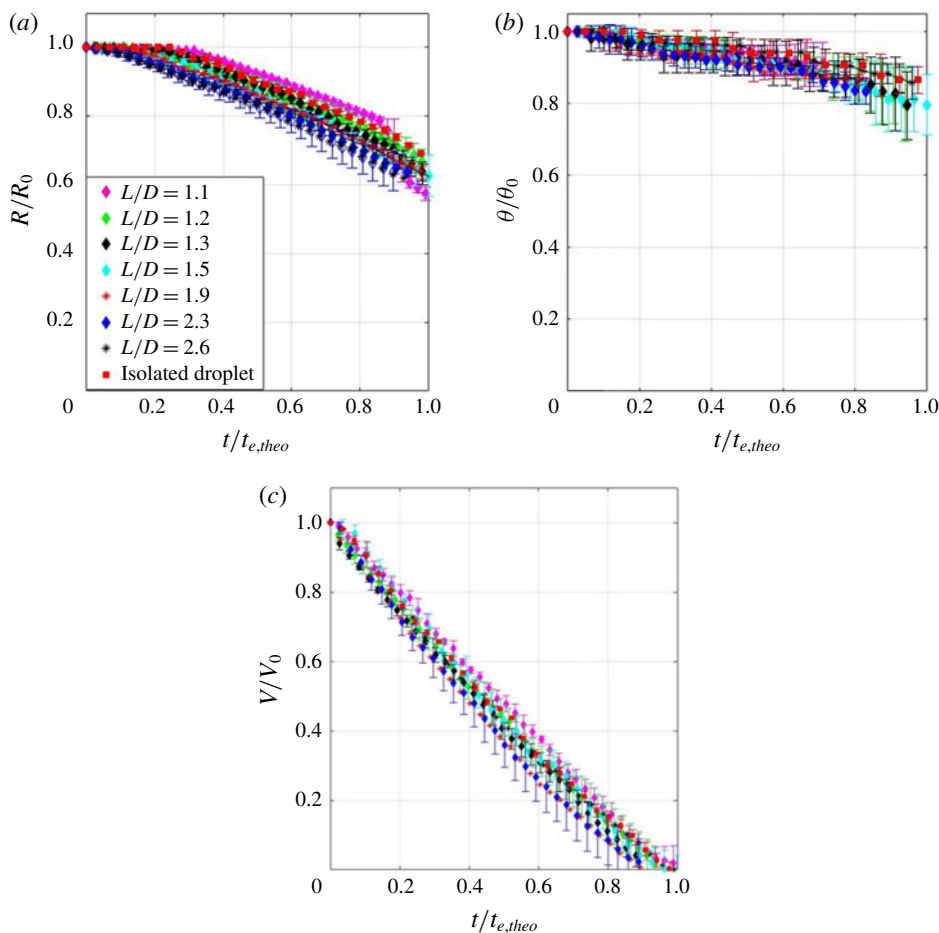 (a)
1.0
0.8
0.6
0.4
0.2
0
R/R0
L/D = 1.1
L/D = 1.2
L/D = 1.3
L/D = 1.5
L/D = 1.9
L/D = 2.3
L/D = 2.6
Isolated droplet
0.2 0.4 0.6 0.8 1.0
t/te,theo
(b)
1.0
0.8
0.6
0.4
0.2
0
θ/θ0
0.2 0.4 0.6 0.8 1.0
t/te,theo
(c)
1.0
0.8
0.6
0.4
0.2
0
V/V0
0.2 0.4 0.6 0.8 1.0
t/te,theo